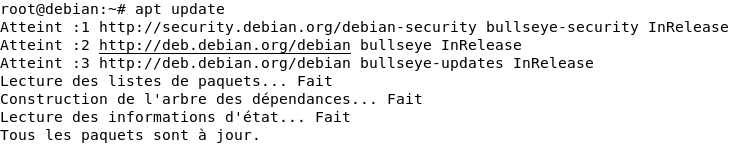 root@debian:~# apt update
Atteint :1 http://security.debian.org/debian-security bullseye-security InRelease
Atteint :2 http://deb.debian.org/debian bullseye InRelease
Atteint :3 http://deb.debian.org/debian bullseye-updates InRelease
Lecture des listes de paquets... Fait
Construction de l'arbre des dépendances... Fait
Lecture des informations d'état... Fait
Tous les paquets sont à jour.